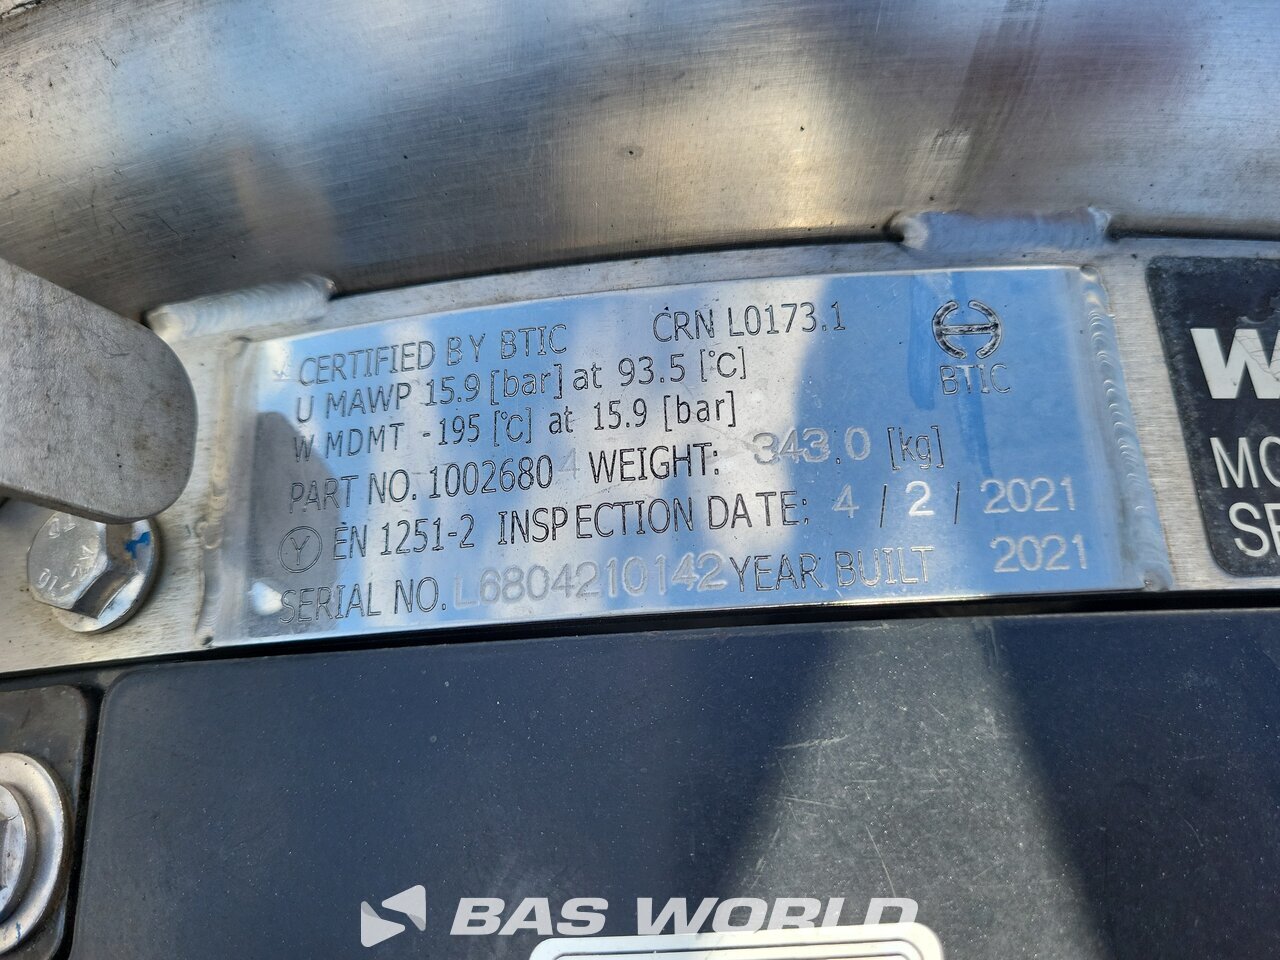 CERTIFIED BY BTIC CRN L0173.1
U MAWP 15.9 [bar] at 93.5 [°C]
BTIC
W MDMT -195 [°C] at 15.9 [bar]
PART NO. 10026804 WEIGHT: 343.0 [kg]
Y EN 1251-2 INSPECTION DATE: 4 / 2 / 2021
SERIAL NO. L6804210142 YEAR BUILT 2021
BAS WORLD